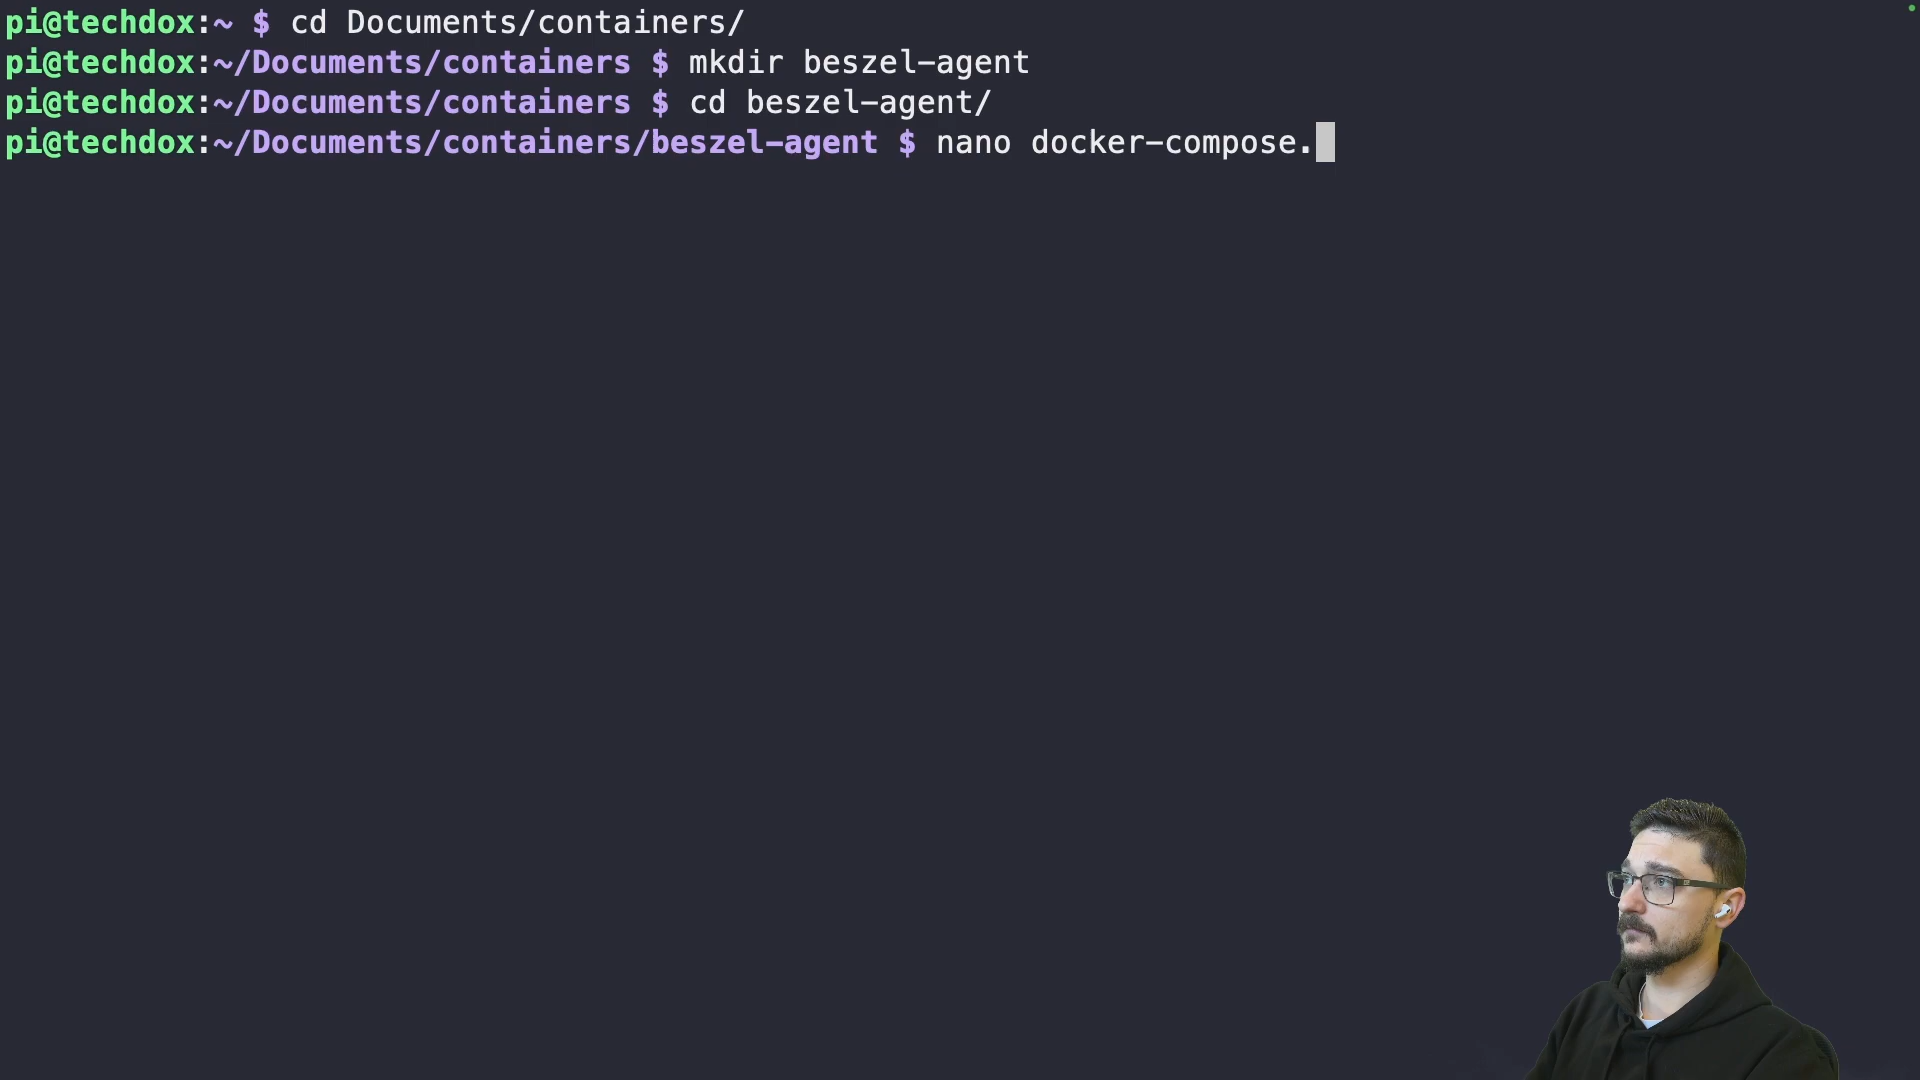 pi@techdox:~ $ cd Documents/containers/
pi@techdox:~/Documents/containers $ mkdir beszel-agent
pi@techdox:~/Documents/containers $ cd beszel-agent/
pi@techdox:~/Documents/containers/beszel-agent $ nano docker-compose.